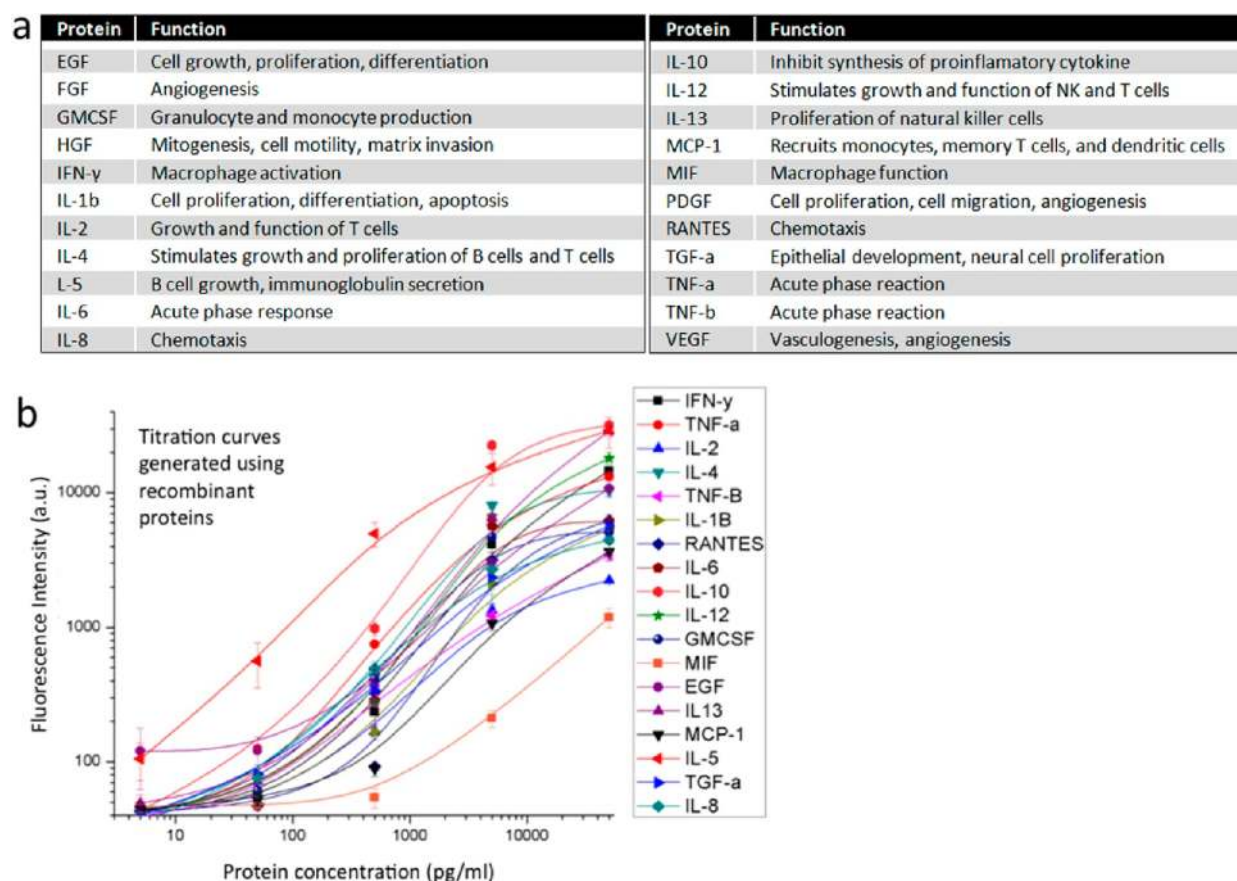 a
Protein Function
EGF Cell growth, proliferation, differentiation
FGF Angiogenesis
GMCSF Granulocyte and monocyte production
HGF Mitogenesis, cell motility, matrix invasion
IFN-γ Macrophage activation
IL-1b Cell proliferation, differentiation, apoptosis
IL-2 Growth and function of T cells
IL-4 Stimulates growth and proliferation of B cells and T cells
L-5 B cell growth, immunoglobulin secretion
IL-6 Acute phase response
IL-8 Chemotaxis
Protein Function
IL-10 Inhibit synthesis of proinflamatory cytokine
IL-12 Stimulates growth and function of NK and T cells
IL-13 Proliferation of natural killer cells
MCP-1 Recruits monocytes, memory T cells, and dendritic cells
MIF Macrophage function
PDGF Cell proliferation, cell migration, angiogenesis
RANTES Chemotaxis
TGF-a Epithelial development, neural cell proliferation
TNF-a Acute phase reaction
TNF-b Acute phase reaction
VEGF Vasculogenesis, angiogenesis
b
Titration curves
generated using
recombinant
proteins
Fluorescence Intensity (a.u.)
10000
1000
100
10 100 1000 10000
Protein concentration (pg/ml)
IFN-y
TNF-a
IL-2
IL-4
TNF-B
IL-1B
RANTES
IL-6
IL-10
IL-12
GMCSF
MIF
EGF
IL13
MCP-1
IL-5
TGF-a
IL-8